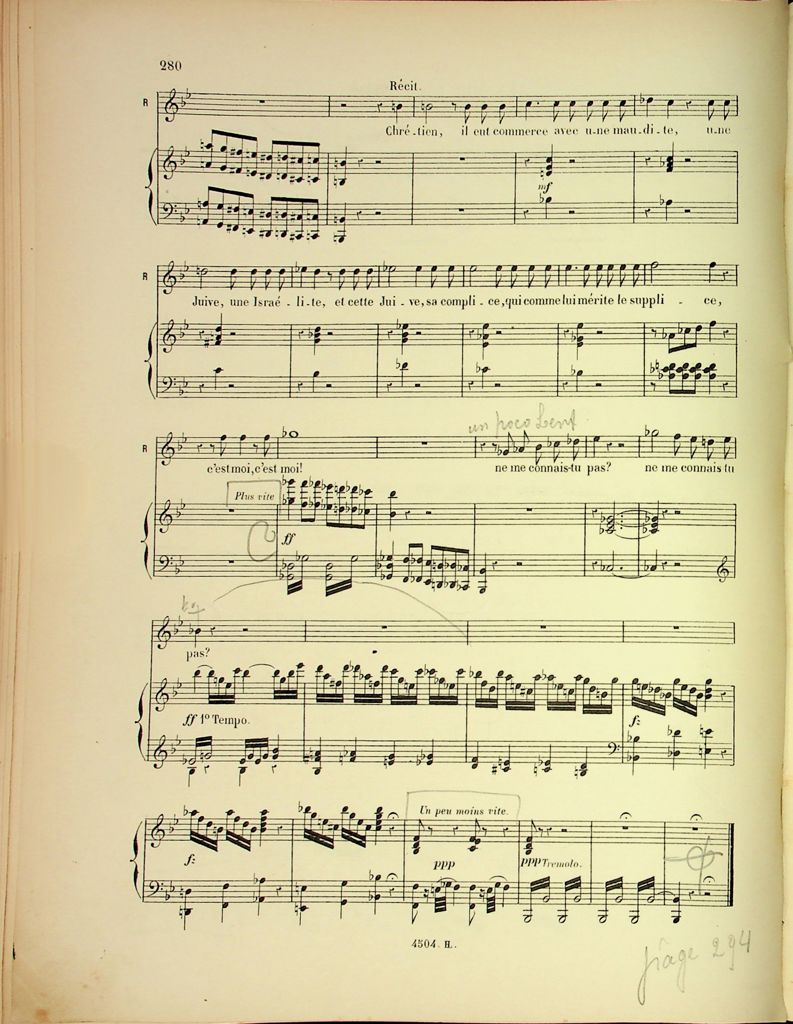 280
Récit.
R
Chré-tien, il eut commerce avec u-ne mau-di-te, u-ne
mf
R
Juive, une Israé-li-te, et cette Jui-ve, sa compli-ce, qui comme lui mérite le suppli-ce,
un poco Lent
R
c'est moi, c'est moi! ne me connais-tu pas? ne me connais tu
Plus vite
ff
pas?
ff 1º Tempo.
f:
Un peu moins vite.
f:
ppp
ppp Tremolo.
4504. H.
page 294